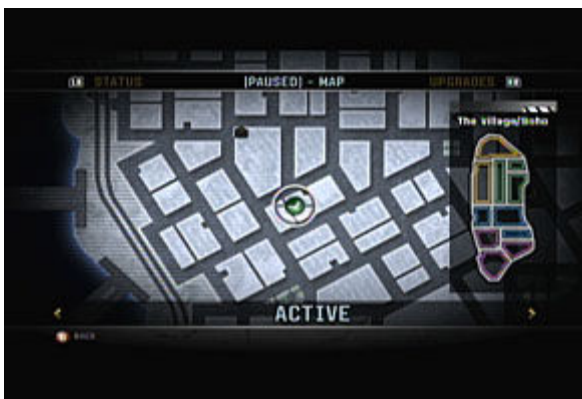 LB STATUS [PAUSED] - MAP UPGRADES RB
The Village/Soho
ACTIVE
BACK